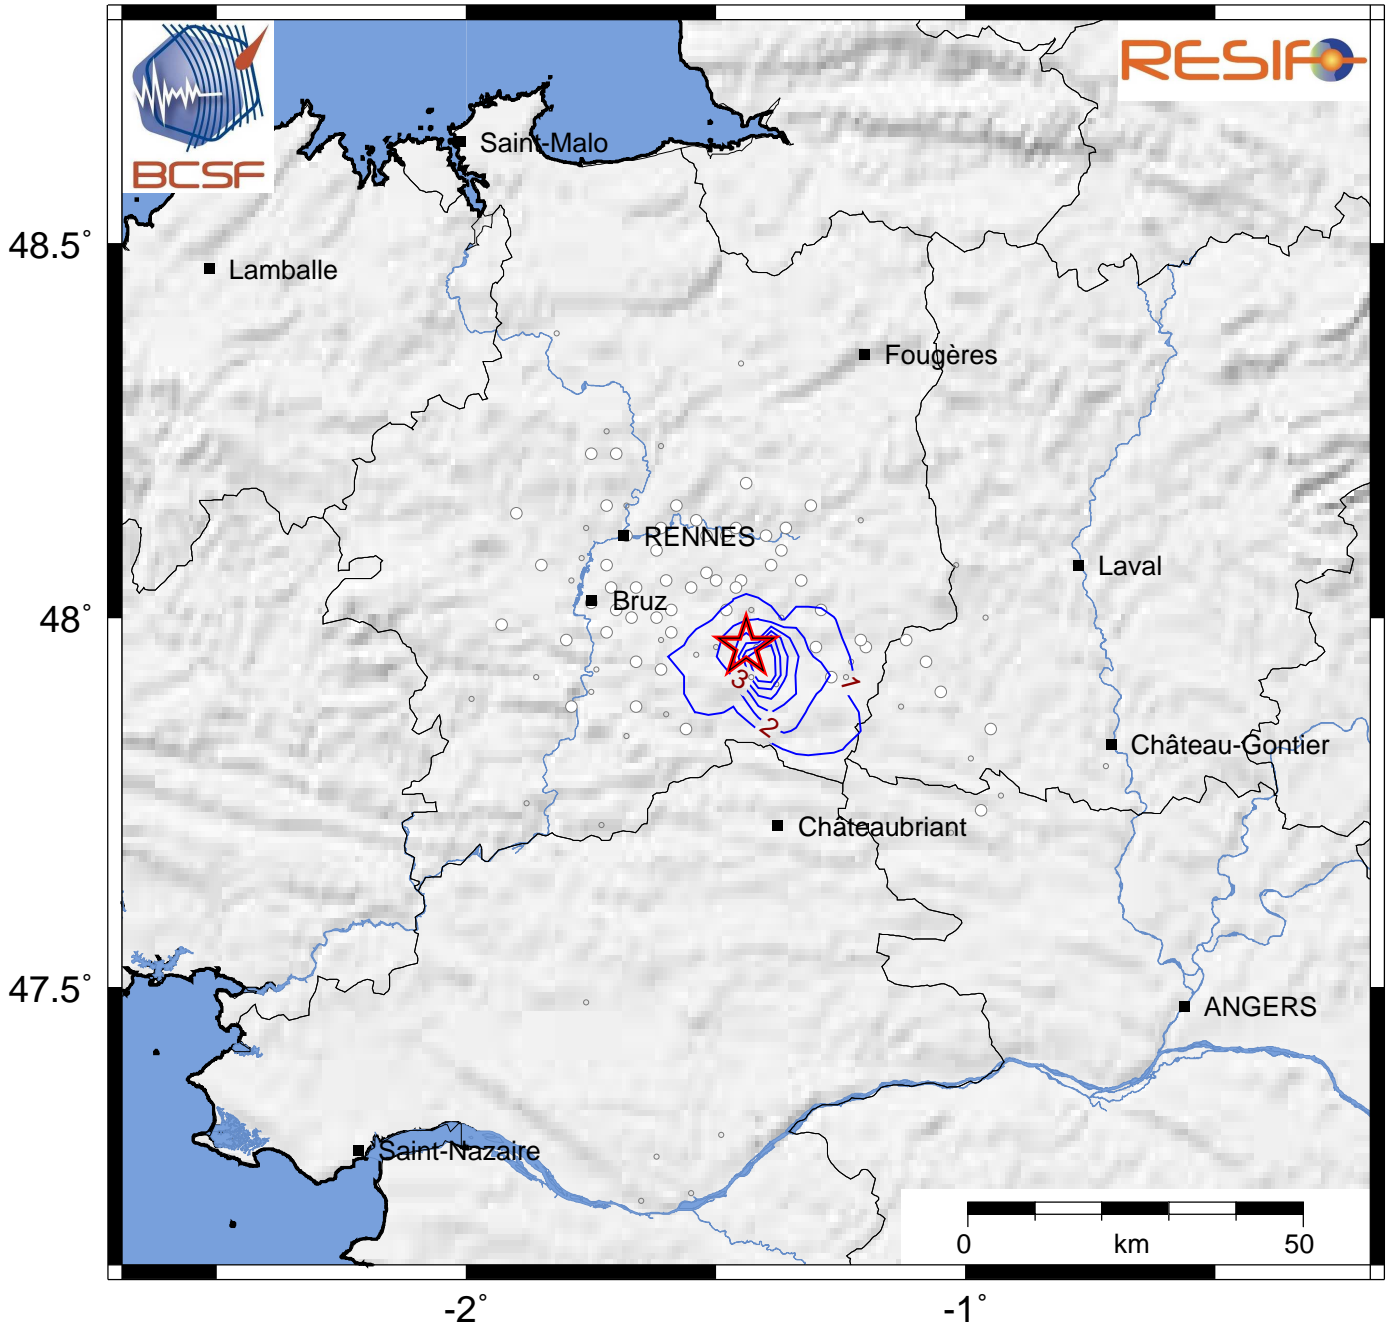 BCSF
RESIF
Saint-Malo
48.5°
Lamballe
Fougères
RENNES
Laval
48°
Bruz
3
1
2
Château-Gontier
Châteaubriant
47.5°
ANGERS
Saint-Nazaire
0 km 50
-2° -1°